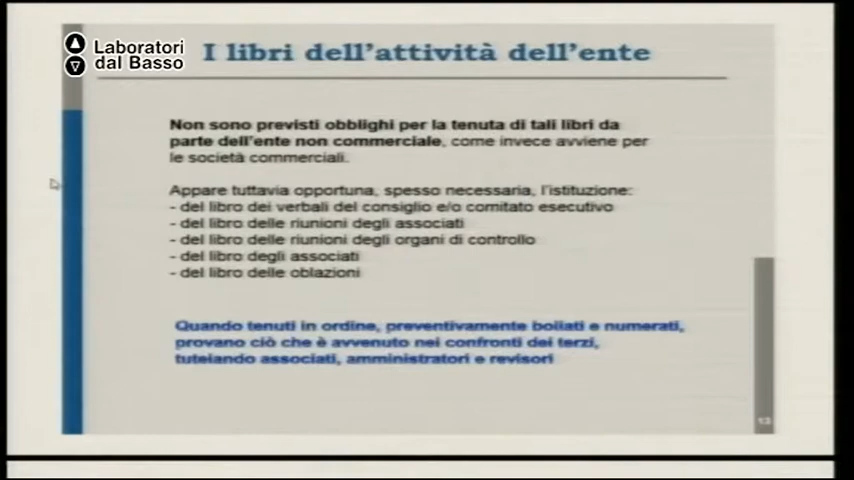 Laboratori
dal Basso
I libri dell'attività dell'ente
Non sono previsti obblighi per la tenuta di tali libri da
parte dell'ente non commerciale, come invece avviene per
le società commerciali.
Appare tuttavia opportuna, spesso necessaria, l'istituzione:
- del libro dei verbali del consiglio e/o comitato esecutivo
- del libro delle riunioni degli associati
- del libro delle riunioni degli organi di controllo
- del libro degli associati
- del libro delle oblazioni
Quando tenuti in ordine, preventivamente bollati e numerati,
provano ciò che è avvenuto nei confronti dei terzi,
tutelando associati, amministratori e revisori
13